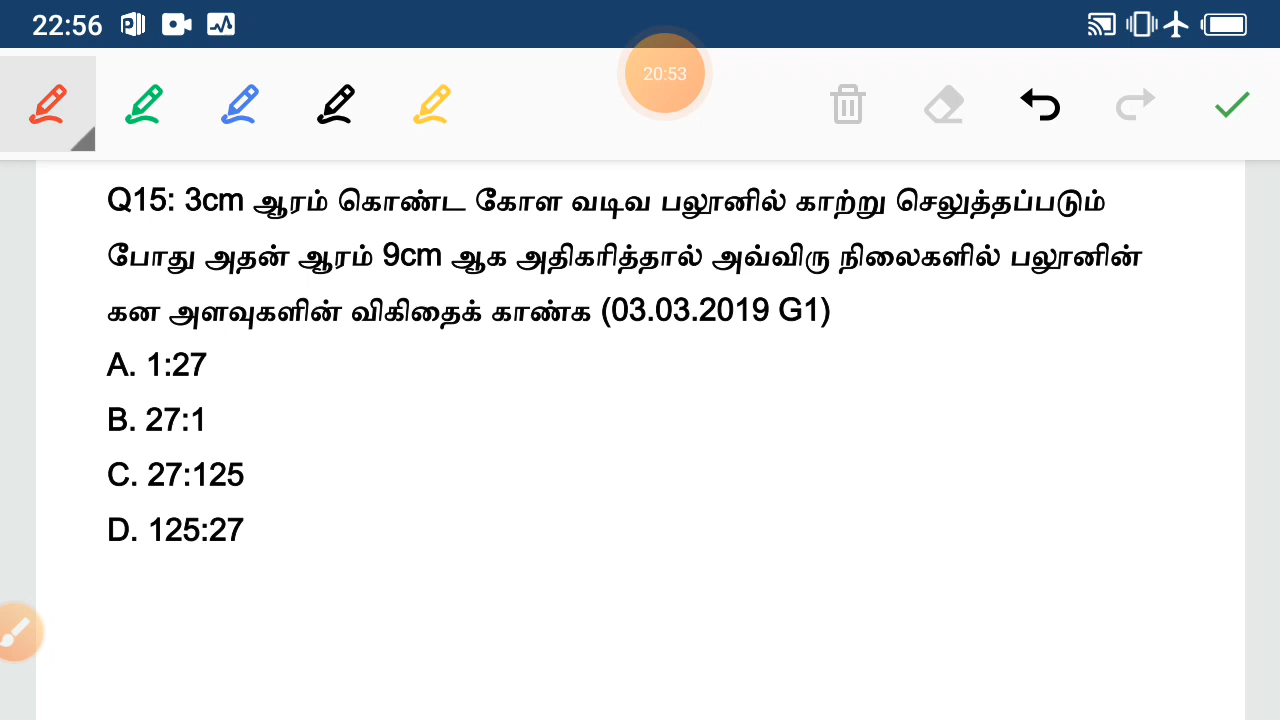 22:56
20:53
Q15: 3cm ஆரம் கொண்ட கோள வடிவ பலூனில் காற்று செலுத்தப்படும்
போது அதன் ஆரம் 9cm ஆக அதிகரித்தால் அவ்விரு நிலைகளில் பலூனின்
கன அளவுகளின் விகிதைக் காண்க (03.03.2019 G1)
A. 1:27
B. 27:1
C. 27:125
D. 125:27